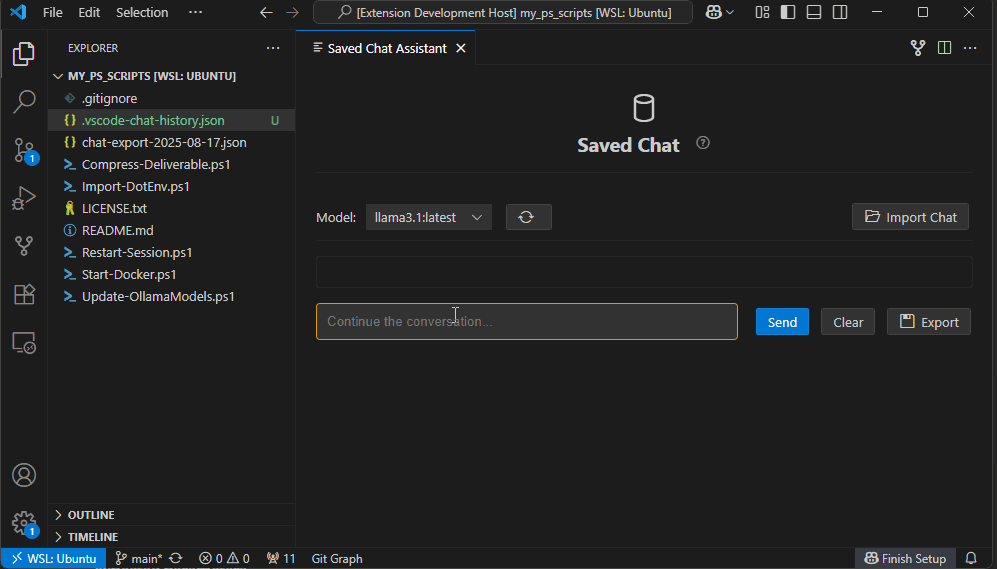 File Edit Selection ··· [Extension Development Host] my_ps_scripts [WSL: Ubuntu]
EXPLORER ···
MY_PS_SCRIPTS [WSL: UBUNTU]
.gitignore
{} .vscode-chat-history.json U
{} chat-export-2025-08-17.json
Compress-Deliverable.ps1
Import-DotEnv.ps1
LICENSE.txt
README.md
Restart-Session.ps1
Start-Docker.ps1
Update-OllamaModels.ps1
OUTLINE
TIMELINE
1
1
Saved Chat Assistant
Saved Chat ?
Model: llama3.1:latest Import Chat
Continue the conversation... Send Clear Export
WSL: Ubuntu main* 0 0 11 Git Graph Finish Setup